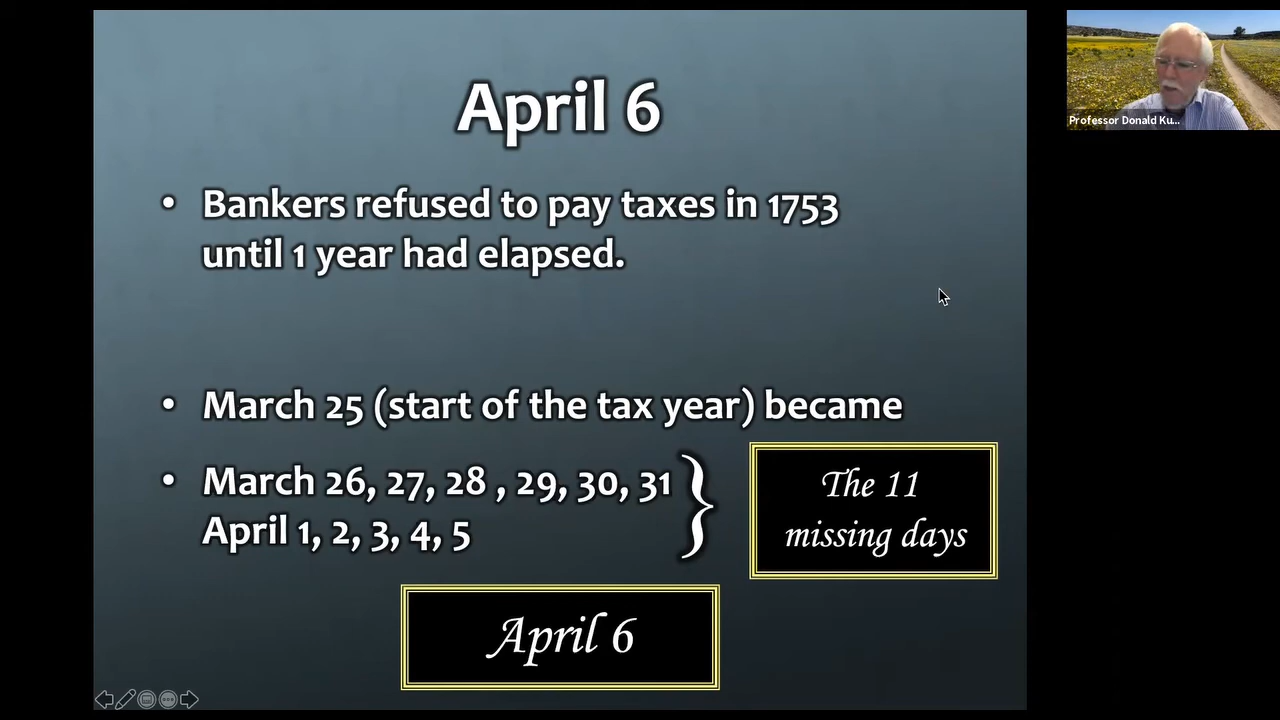 April 6
• Bankers refused to pay taxes in 1753
until 1 year had elapsed.
• March 25 (start of the tax year) became
• March 26, 27, 28 , 29, 30, 31
April 1, 2, 3, 4, 5
The 11
missing days
April 6
Professor Donald Ku...